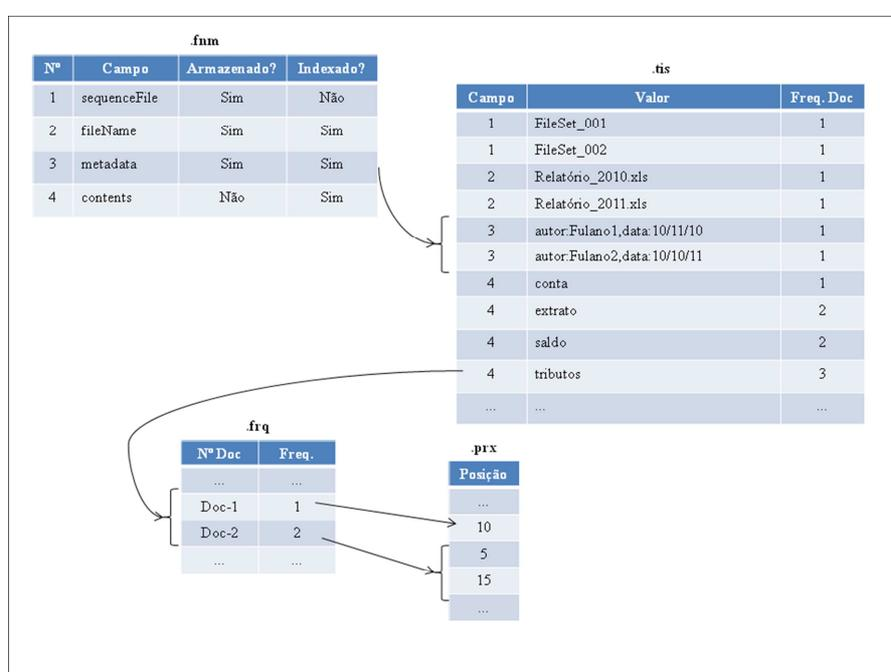 .fnm
Nº Campo Armazenado? Indexado?
1 sequenceFile Sim Não
2 fileName Sim Sim
3 metadata Sim Sim
4 contents Não Sim
.tis
Campo Valor Freq. Doc
1 FileSet_001 1
1 FileSet_002 1
2 Relatório_2010.xls 1
2 Relatório_2011.xls 1
3 autor:Fulano1,data:10/11/10 1
3 autor:Fulano2,data:10/10/11 1
4 conta 1
4 extrato 2
4 saldo 2
4 tributos 3
... ... ...
.frq
Nº Doc Freq.
... ...
Doc-1 1
Doc-2 2
... ...
.prx
Posição
...
10
5
15
...